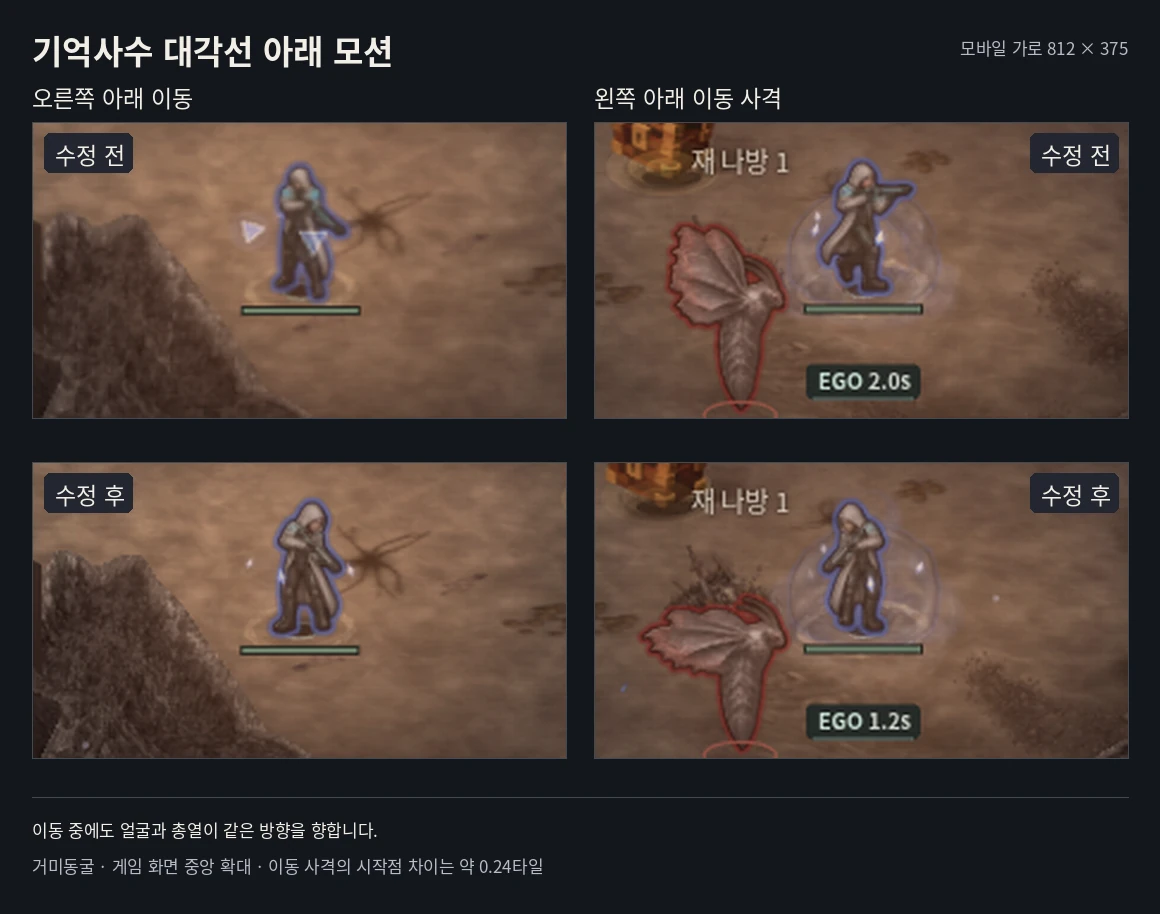 기억사수 대각선 아래 모션
모바일 가로 812 × 375
오른쪽 아래 이동
왼쪽 아래 이동 사격
수정 전
수정 전
재 나방 1
EGO 2.0s
수정 후
수정 후
재 나방 1
EGO 1.2s
이동 중에도 얼굴과 총열이 같은 방향을 향합니다.
거미동굴 · 게임 화면 중앙 확대 · 이동 사격의 시작점 차이는 약 0.24타일